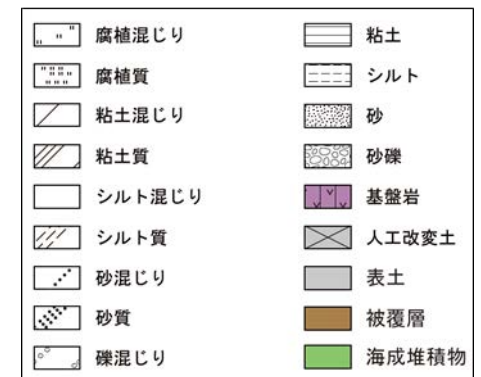 腐植混じり
腐植質
粘土混じり
粘土質
シルト混じり
シルト質
砂混じり
砂質
礫混じり
粘土
シルト
砂
砂礫
基盤岩
人工改変土
表土
被覆層
海成堆積物